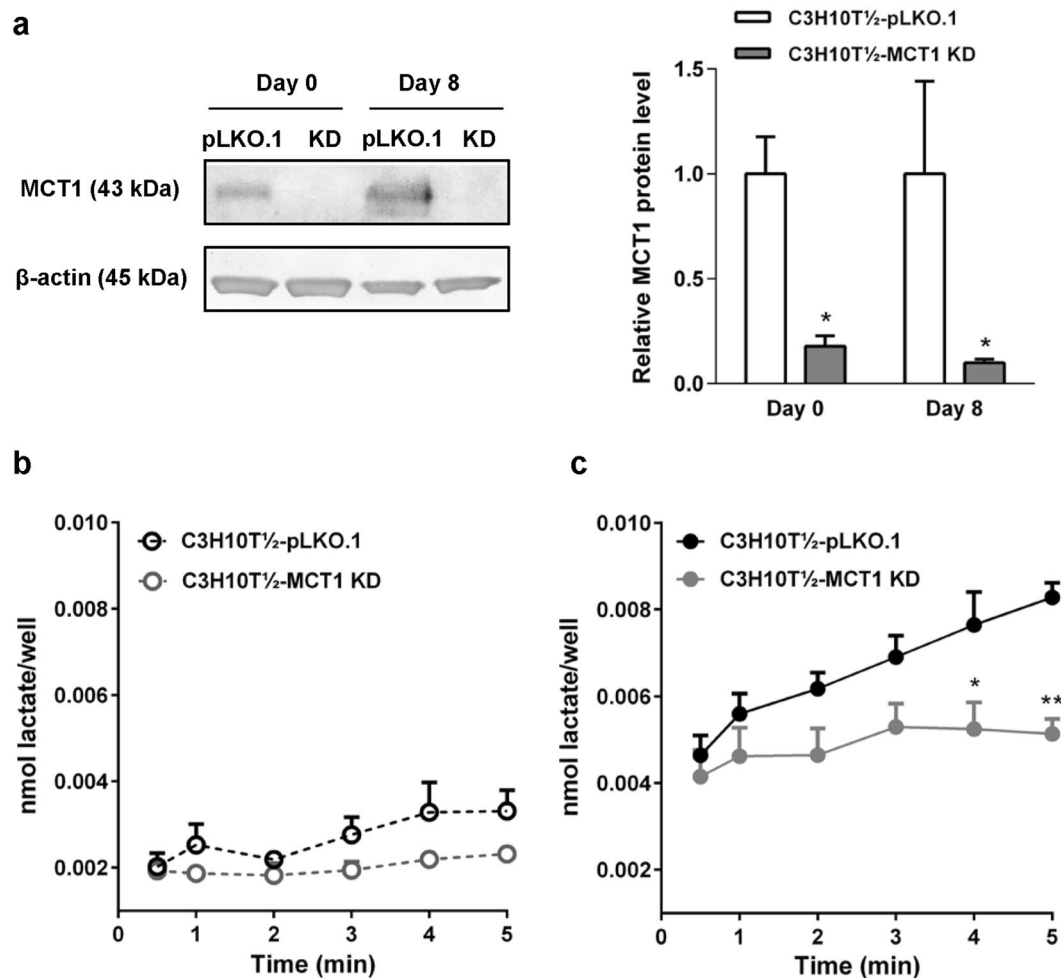 a
Day 0 Day 8
pLKO.1 KD pLKO.1 KD
MCT1 (43 kDa)
β-actin (45 kDa)
C3H10T½-pLKO.1
C3H10T½-MCT1 KD
Relative MCT1 protein level
1.5
1.0
0.5
0.0
*
*
Day 0 Day 8
b
C3H10T½-pLKO.1
C3H10T½-MCT1 KD
nmol lactate/well
0.010
0.008
0.006
0.004
0.002
0 1 2 3 4 5
Time (min)
c
C3H10T½-pLKO.1
C3H10T½-MCT1 KD
nmol lactate/well
0.010
0.008
0.006
0.004
0.002
*
**
0 1 2 3 4 5
Time (min)